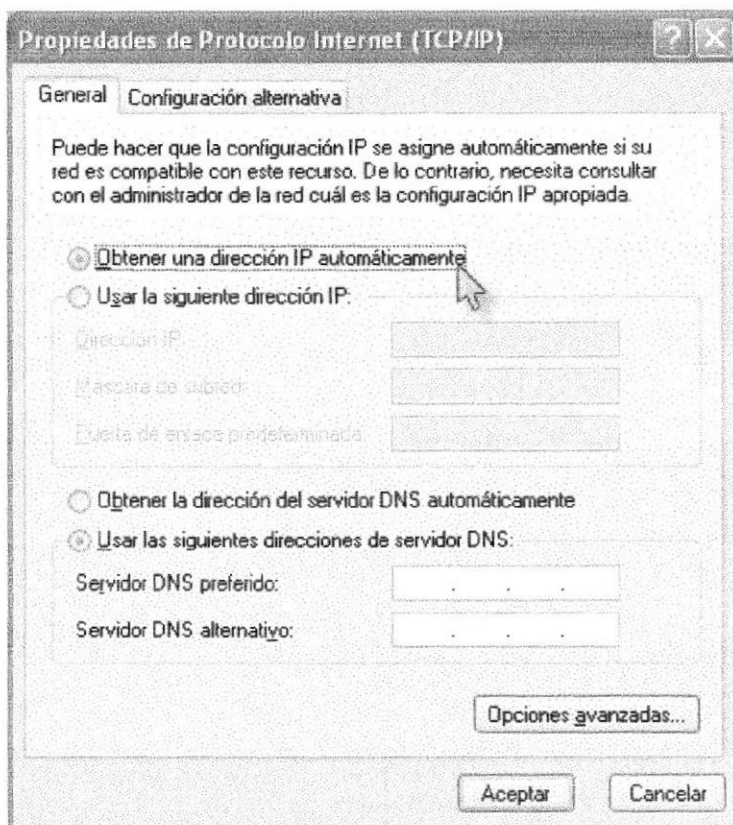 Propiedades de Protocolo Internet (TCP/IP)
General
Configuración alternativa
Puede hacer que la configuración IP se asigne automáticamente si su
red es compatible con este recurso. De lo contrario, necesita consultar
con el administrador de la red cuál es la configuración IP apropiada.
Obtener una dirección IP automáticamente
Usar la siguiente dirección IP:
Dirección IP:
Máscara de subred:
Puerta de enlace predeterminada:
Obtener la dirección del servidor DNS automáticamente
Usar las siguientes direcciones de servidor DNS:
Servidor DNS preferido:
Servidor DNS alternativo:
Opciones avanzadas...
Aceptar
Cancelar